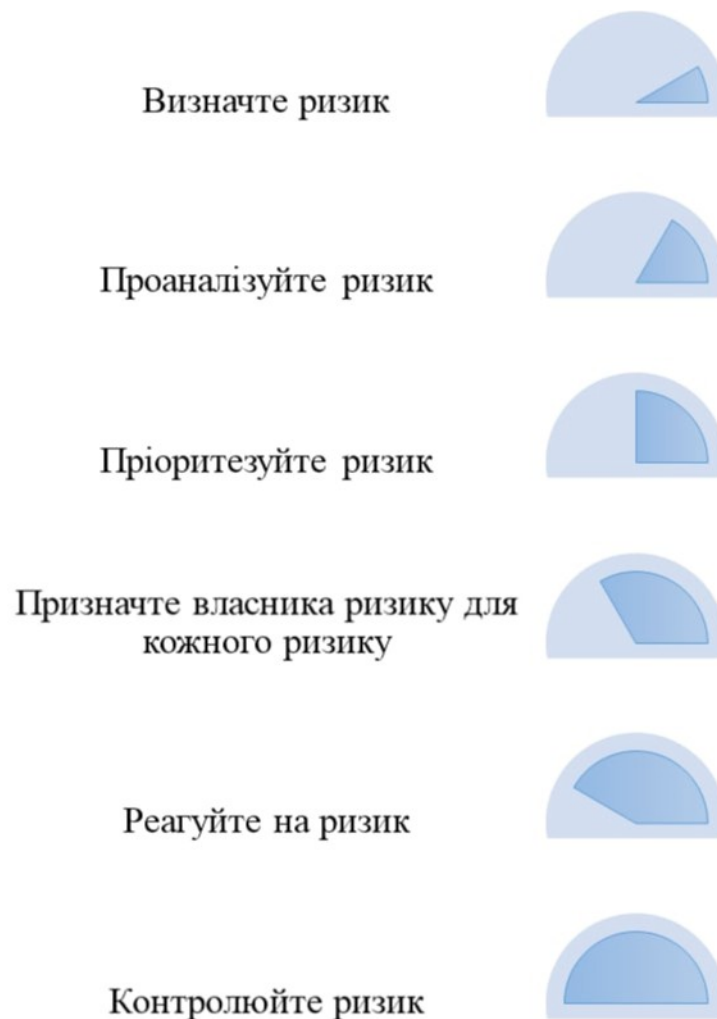 Визначте ризик
Проаналізуйте ризик
Пріоритезуйте ризик
Призначте власника ризику для
кожного ризику
Реагуйте на ризик
Контролюйте ризик